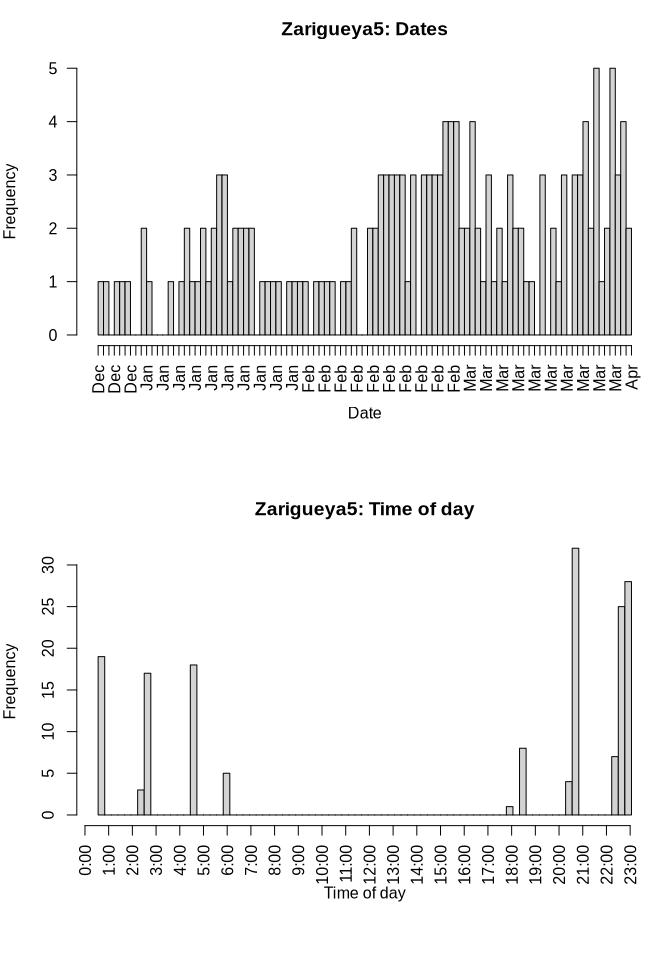 Zarigueya5: Dates
5
4
3
2
1
0
Frequency
Dec Dec Dec Jan Jan Jan Jan Jan Jan Jan Jan Jan Jan Feb Feb Feb Feb Feb Feb Feb Feb Feb Feb Mar Mar Mar Mar Mar Mar Mar Mar Mar Mar Apr
Date
Zarigueya5: Time of day
30
25
20
15
10
5
0
Frequency
0:00 1:00 2:00 3:00 4:00 5:00 6:00 7:00 8:00 9:00 10:00 11:00 12:00 13:00 14:00 15:00 16:00 17:00 18:00 19:00 20:00 21:00 22:00 23:00
Time of day